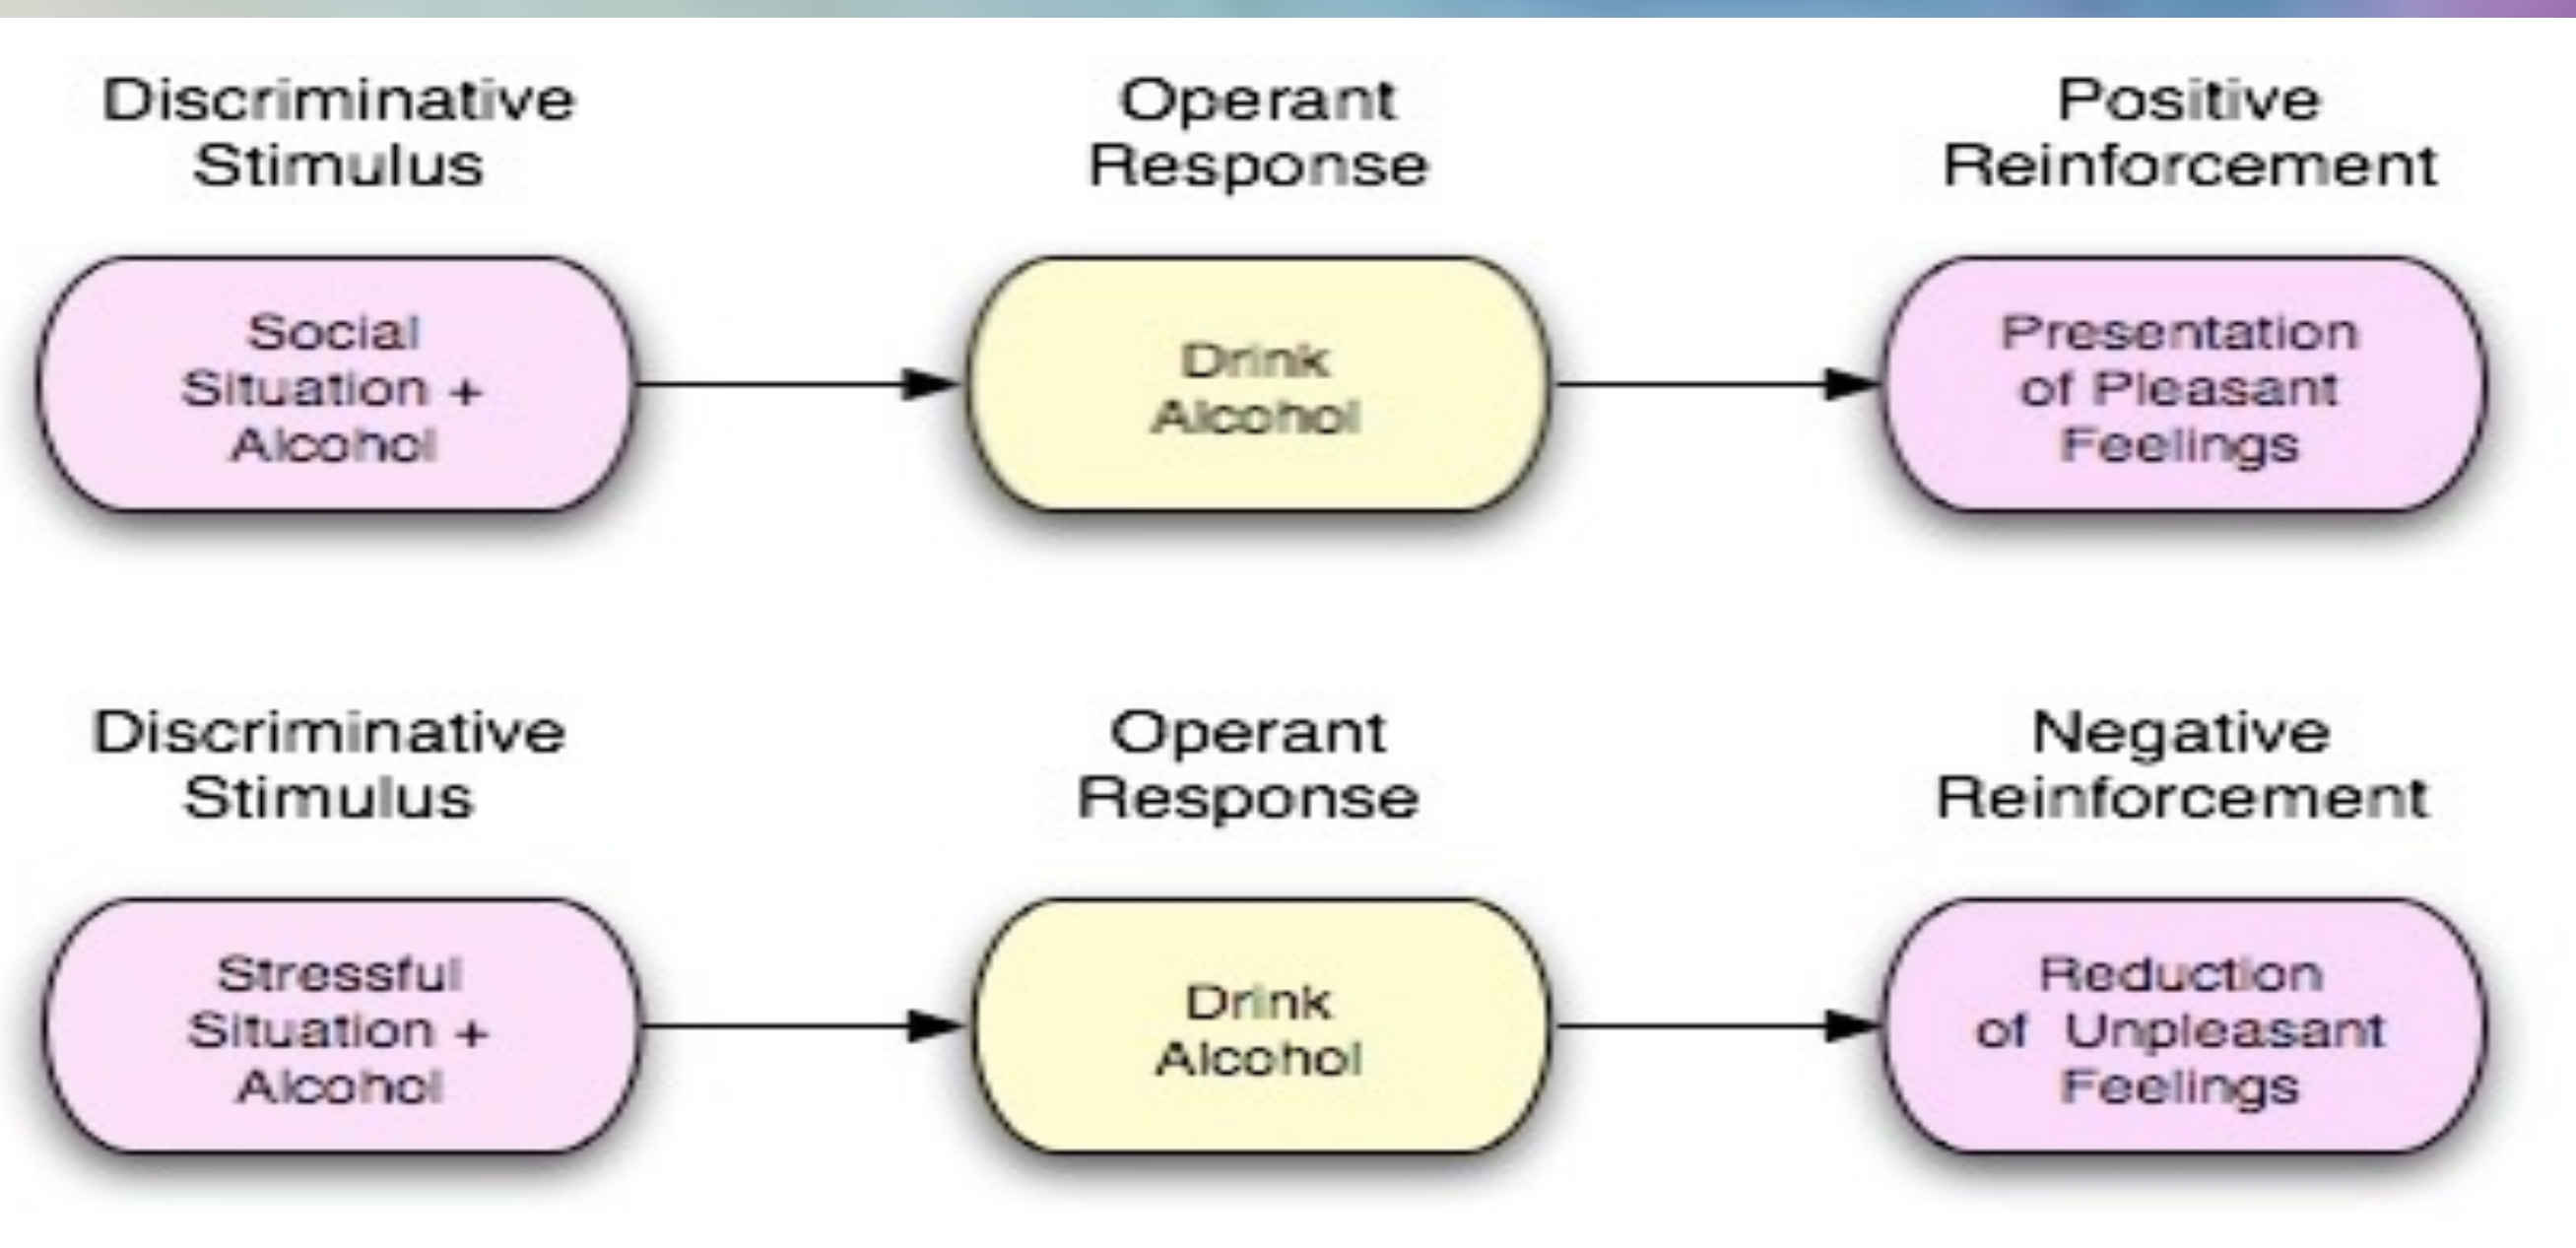 Discriminative
Stimulus
Operant
Response
Positive
Reinforcement
Social
Situation +
Alcohol
Drink
Alcohol
Presentation
of Pleasant
Feelings
Discriminative
Stimulus
Operant
Response
Negative
Reinforcement
Stressful
Situation +
Alcohol
Drink
Alcohol
Reduction
of Unpleasant
Feelings